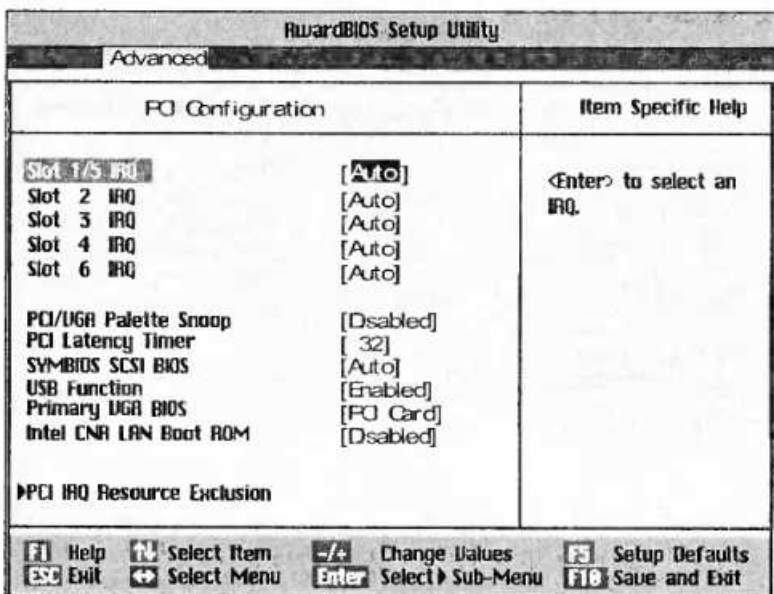 AwardBIOS Setup Utility
Advanced
PCI Configuration
Item Specific Help
Slot 1/5 IRQ [Auto]
Slot 2 IRQ [Auto]
Slot 3 IRQ [Auto]
Slot 4 IRQ [Auto]
Slot 6 IRQ [Auto]
<Enter> to select an
IRQ.
PCI/VGA Palette Snoop [Disabled]
PCI Latency Timer [ 32]
SYMBIOS SCSI BIOS [Auto]
USB Function [Enabled]
Primary VGA BIOS [PCI Card]
Intel CNR LAN Boot ROM [Disabled]
▶PCI IRQ Resource Exclusion
F1 Help ↑↓ Select Item -/+ Change Values F5 Setup Defaults
ESC Exit ↔ Select Menu Enter Select ▶ Sub-Menu F10 Save and Exit